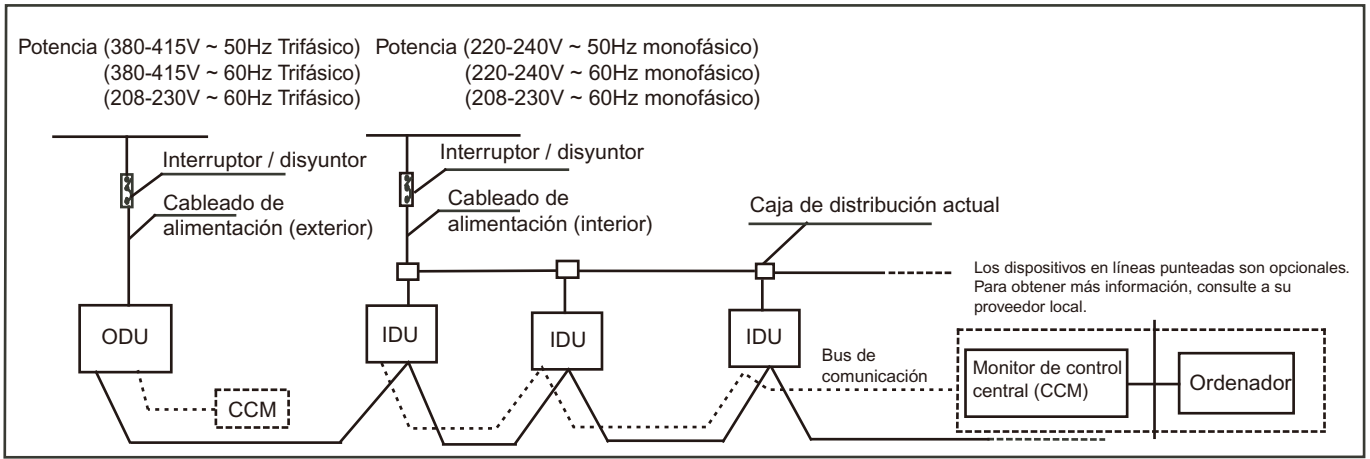 Potencia (380-415V ~ 50Hz Trifásico)
(380-415V ~ 60Hz Trifásico)
(208-230V ~ 60Hz Trifásico)
Potencia (220-240V ~ 50Hz monofásico)
(220-240V ~ 60Hz monofásico)
(208-230V ~ 60Hz monofásico)
Interruptor / disyuntor
Cableado de
alimentación (exterior)
Interruptor / disyuntor
Cableado de
alimentación (interior)
Caja de distribución actual
Los dispositivos en líneas punteadas son opcionales.
Para obtener más información, consulte a su
proveedor local.
ODU
IDU
IDU
IDU
CCM
Bus de
comunicación
Monitor de control
central (CCM)
Ordenador